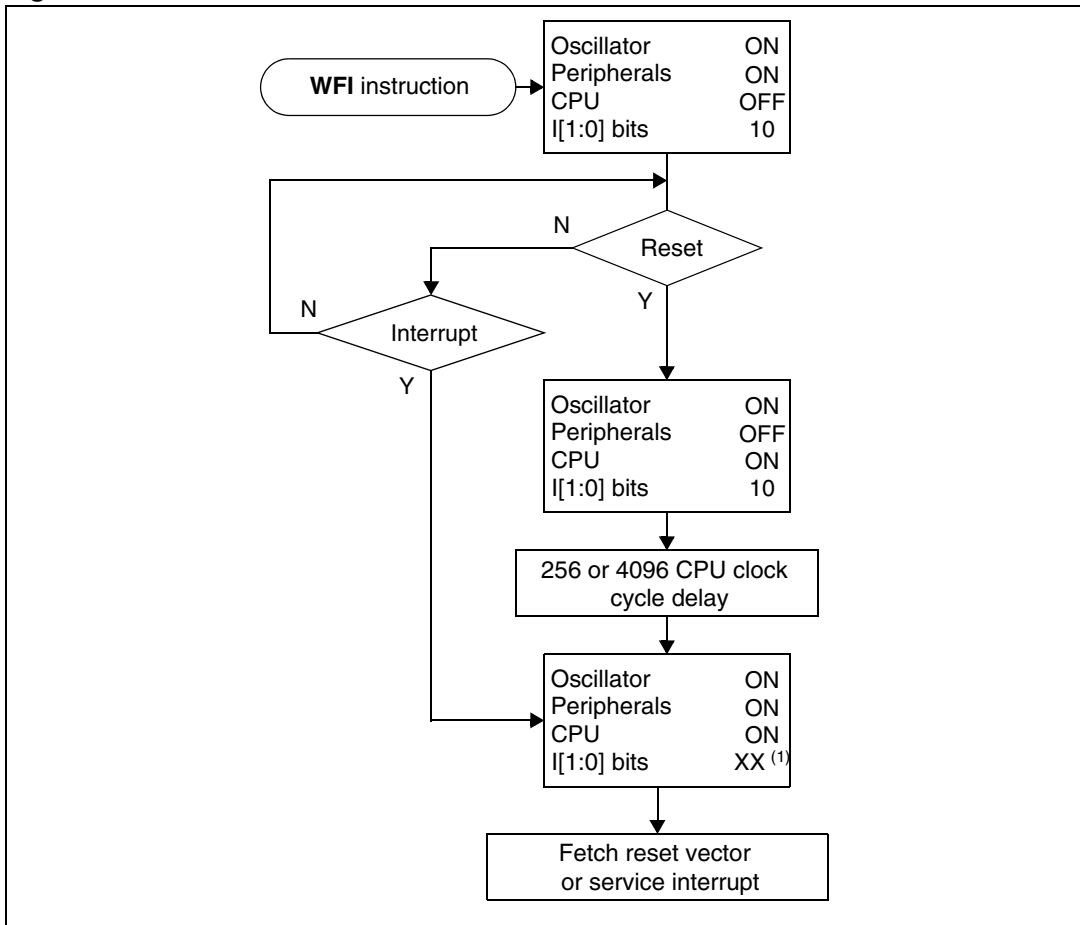 WFI instruction
Oscillator ON
Peripherals ON
CPU OFF
I[1:0] bits 10
N
Reset
Y
N
Interrupt
Y
Oscillator ON
Peripherals OFF
CPU ON
I[1:0] bits 10
256 or 4096 CPU clock
cycle delay
Oscillator ON
Peripherals ON
CPU ON
I[1:0] bits XX (1)
Fetch reset vector
or service interrupt